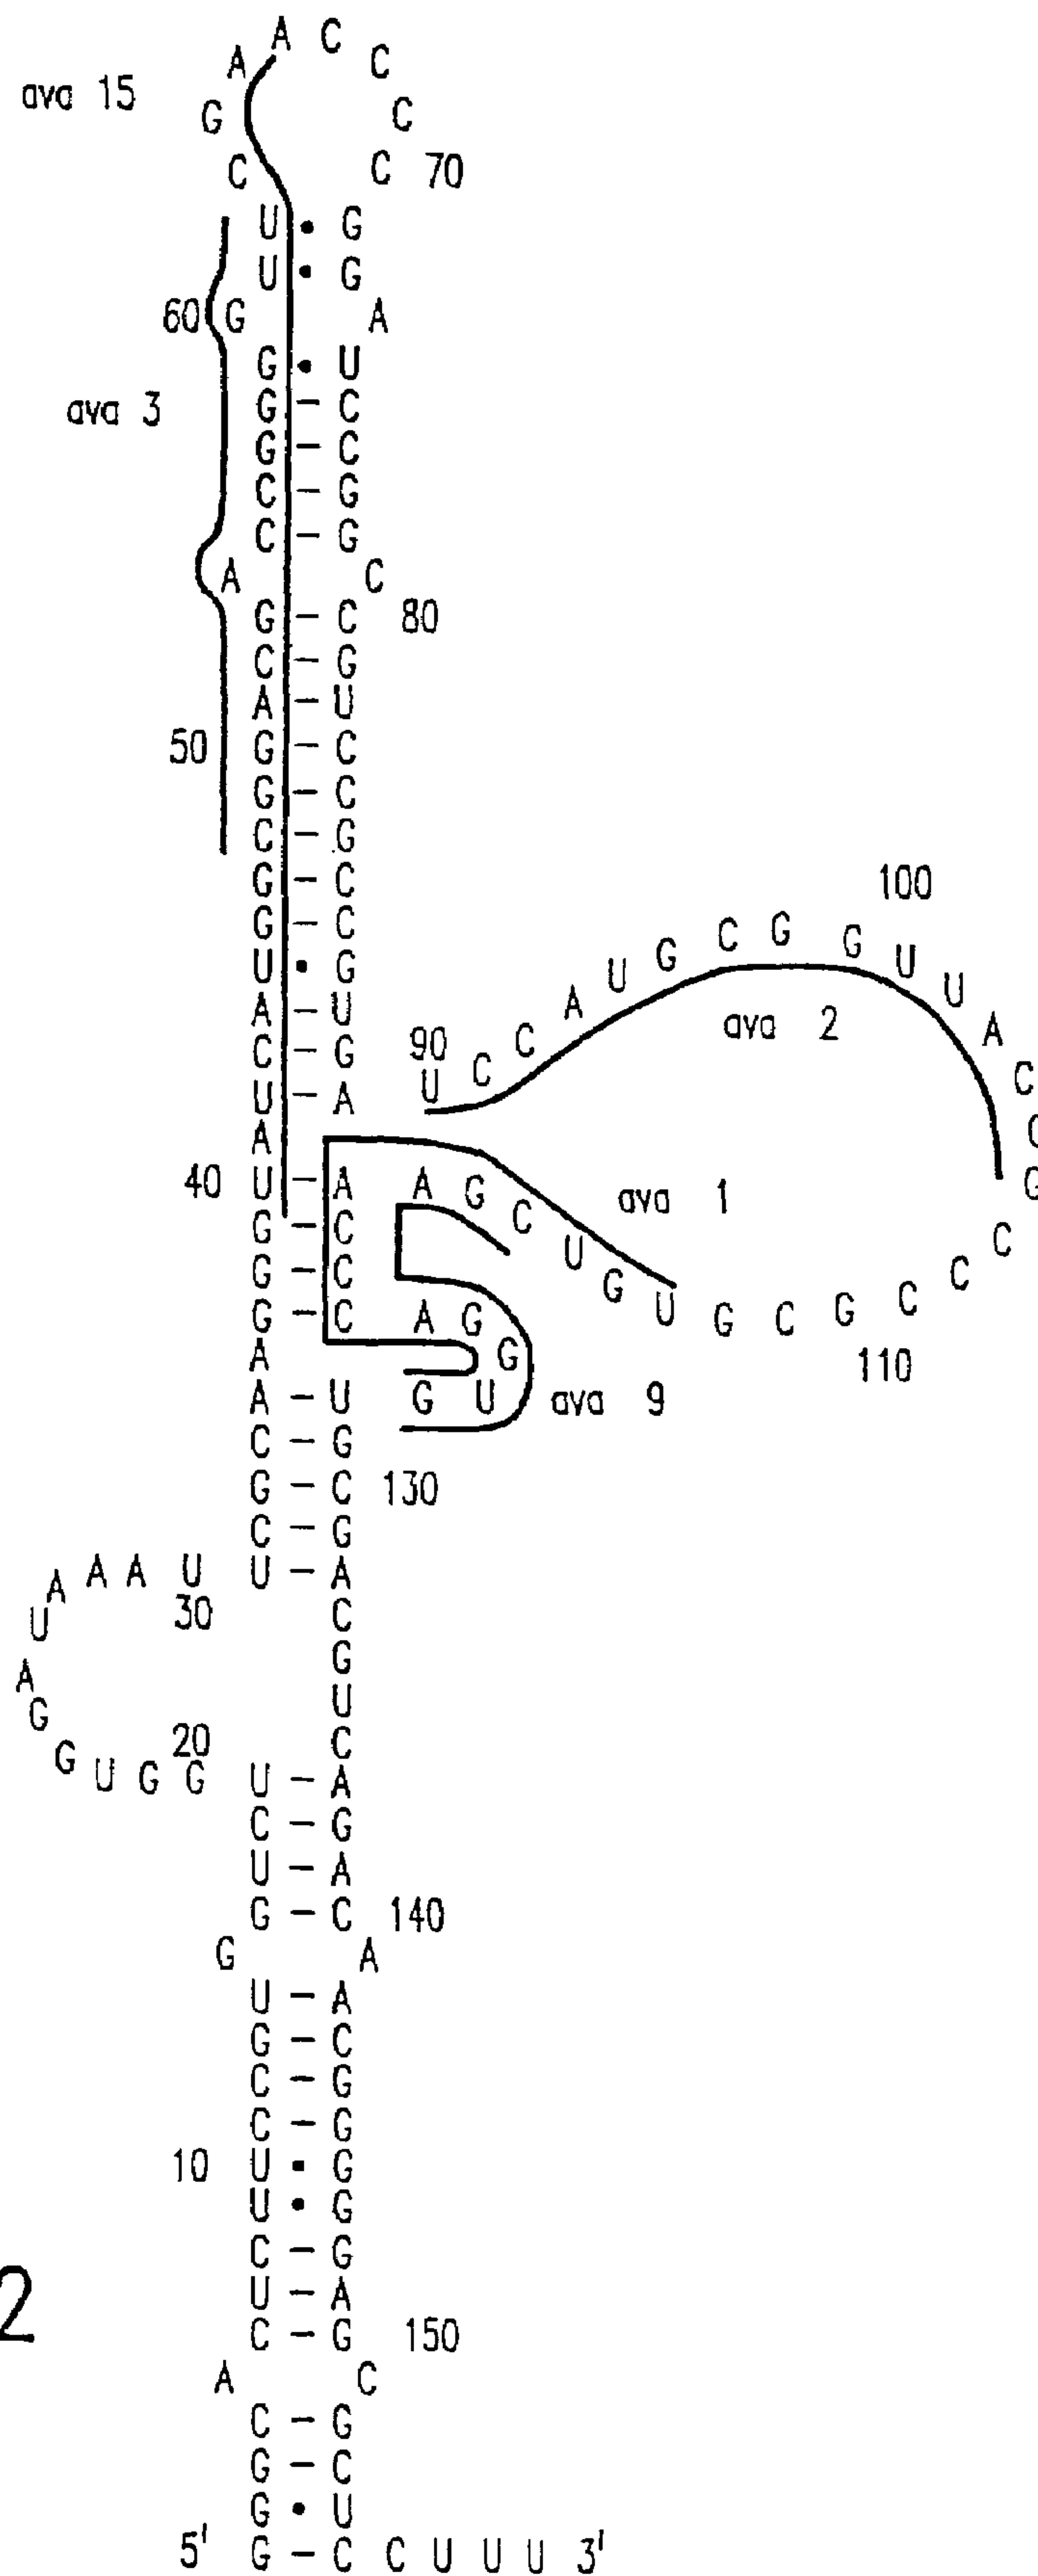 A A C C
ava 15
G C
C C 70
U • G
U • G
60 G A
G • U
ava 3
G – C
G – C
C – G
C – G
A C
G – C 80
C – G
A – U
50 G – C
G – C
C – G
G – C
G – C
U • G
A – U
C – G
U – A
A
40 U – A
G – C
G – C
G – C
A
A – U
C – G
G – C 130
C – G
U – A
C
G
U
C
90
U C C A U G C G G U U A C C G C C C G C G U G U C G A
100
ava 2
ava 1
110
A G G U G
ava 9
U A A A U A G G U G G
30
20
U – A
C – G
U – A
G – C 140
G A
U – A
G – C
C – G
C – G
10 U • G
U • G
C – G
U – A
2
C – G 150
A C
C – G
G – C
G • U
5' G – C C U U U 3'